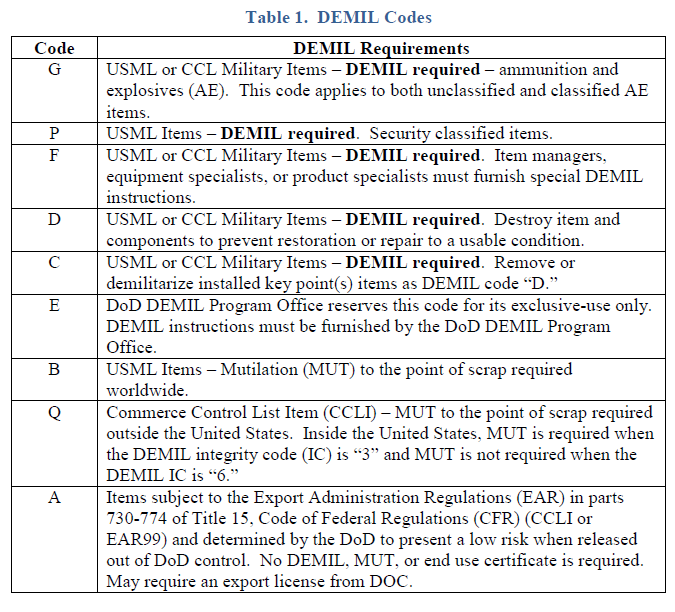 Table 1.  DEMIL Codes
Code DEMIL Requirements
G USML or CCL Military Items – DEMIL required – ammunition and
explosives (AE).  This code applies to both unclassified and classified AE
items.
P USML Items – DEMIL required.  Security classified items.
F USML or CCL Military Items – DEMIL required.  Item managers,
equipment specialists, or product specialists must furnish special DEMIL
instructions.
D USML or CCL Military Items – DEMIL required.  Destroy item and
components to prevent restoration or repair to a usable condition.
C USML or CCL Military Items – DEMIL required.  Remove or
demilitarize installed key point(s) items as DEMIL code “D.”
E DoD DEMIL Program Office reserves this code for its exclusive-use only.
DEMIL instructions must be furnished by the DoD DEMIL Program
Office.
B USML Items – Mutilation (MUT) to the point of scrap required
worldwide.
Q Commerce Control List Item (CCLI) – MUT to the point of scrap required
outside the United States.  Inside the United States, MUT is required when
the DEMIL integrity code (IC) is “3” and MUT is not required when the
DEMIL IC is “6.”
A Items subject to the Export Administration Regulations (EAR) in parts
730-774 of Title 15, Code of Federal Regulations (CFR) (CCLI or
EAR99) and determined by the DoD to present a low risk when released
out of DoD control.  No DEMIL, MUT, or end use certificate is required.
May require an export license from DOC.